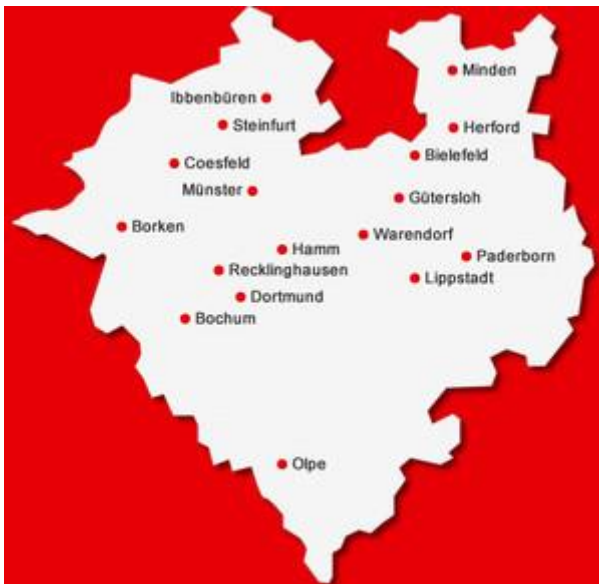 Minden
Ibbenbüren
Steinfurt
Herford
Bielefeld
Coesfeld
Münster
Gütersloh
Borken
Warendorf
Hamm
Paderborn
Recklinghausen
Lippstadt
Dortmund
Bochum
Olpe